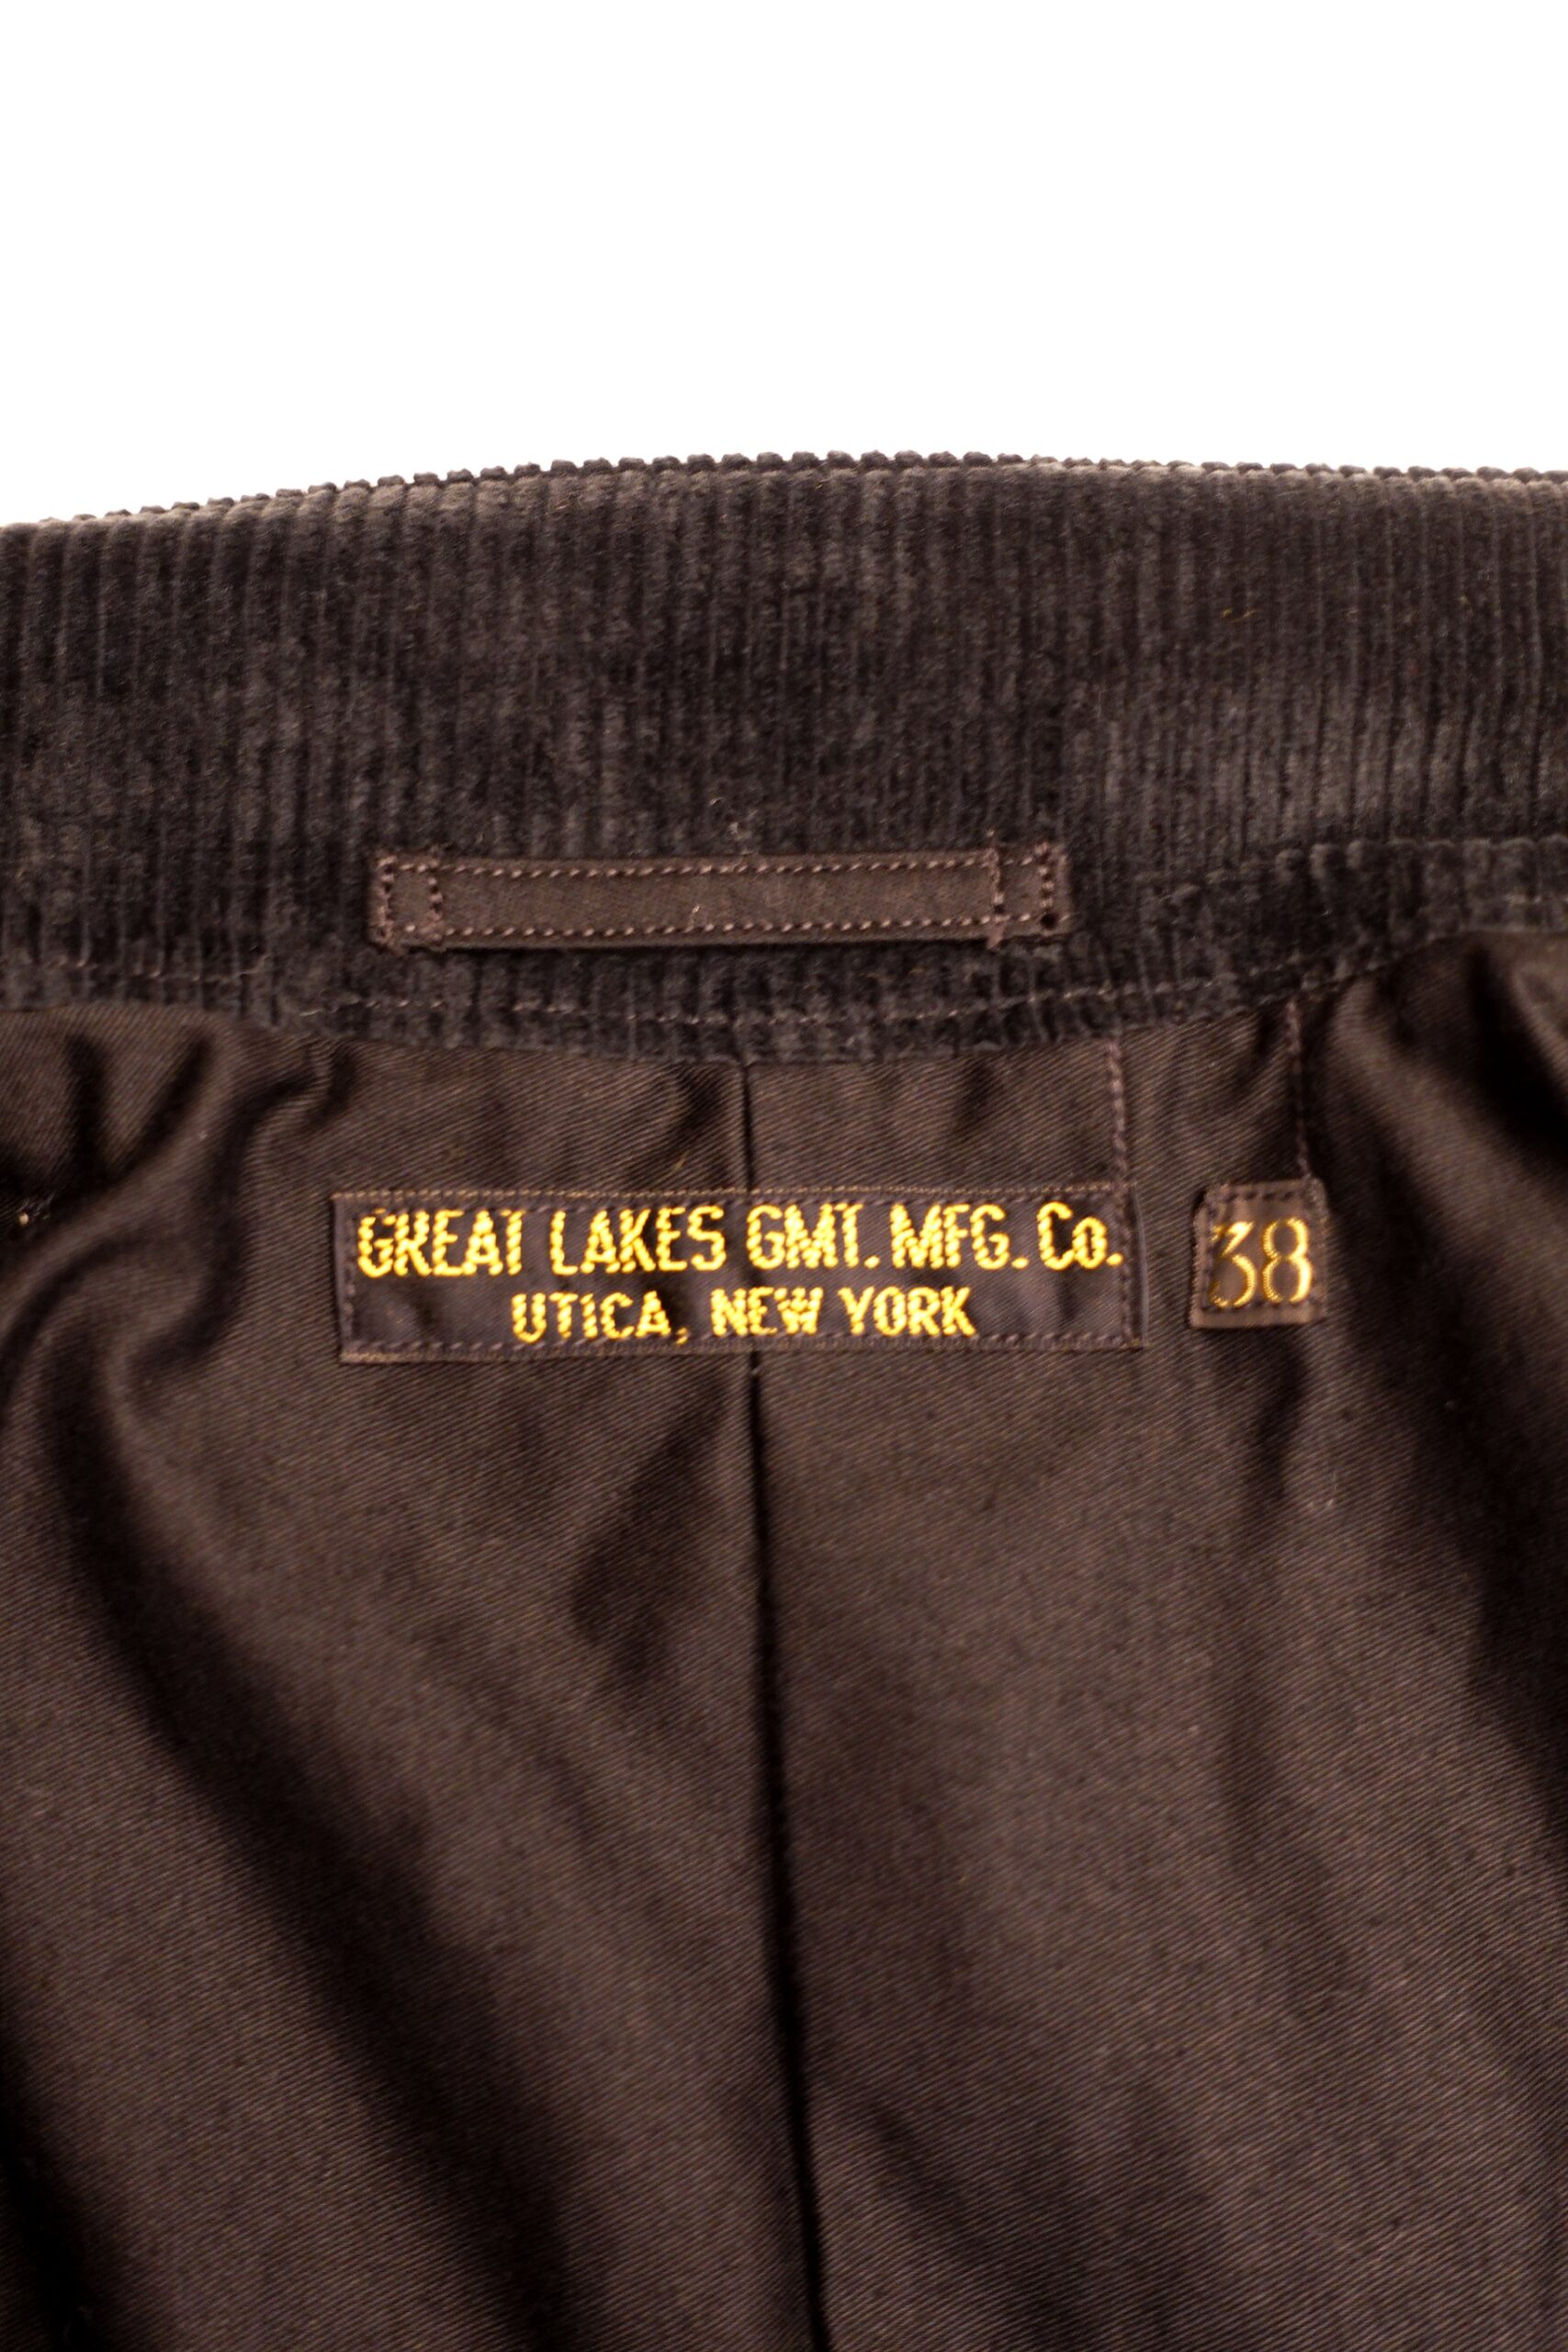 GREAT LAKES GMT. MFG. Co.
UTICA, NEW YORK
38